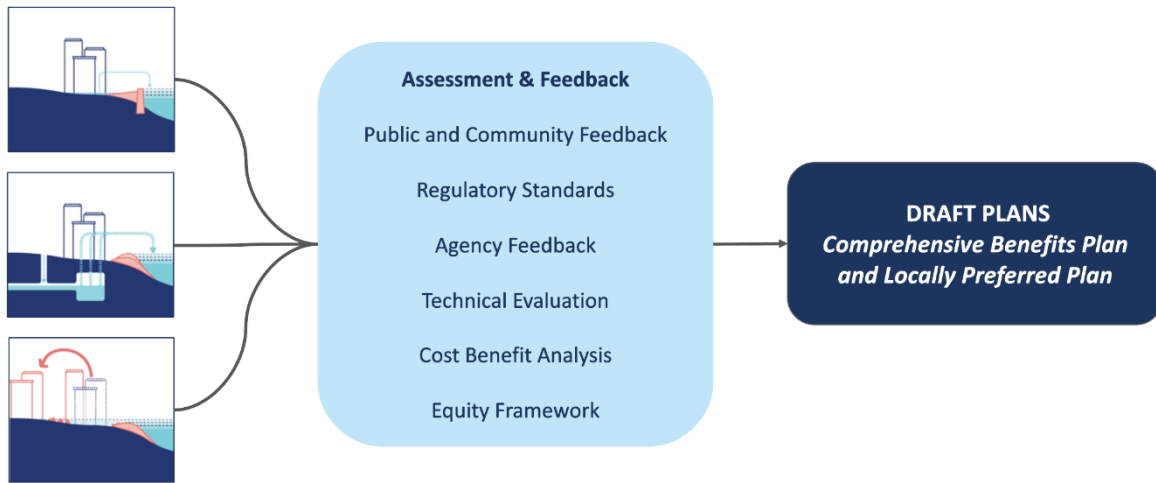 Assessment & Feedback
Public and Community Feedback
Regulatory Standards
Agency Feedback
Technical Evaluation
Cost Benefit Analysis
Equity Framework
DRAFT PLANS
Comprehensive Benefits Plan
and Locally Preferred Plan